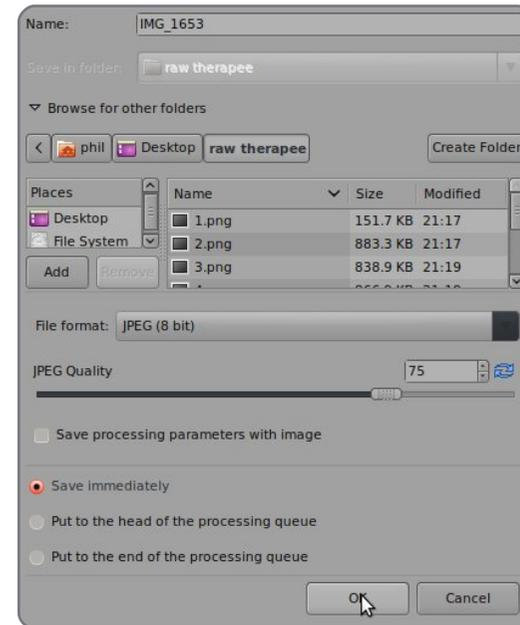 Name: IMG_1653
Save in folder: raw therapee
Browse for other folders
phil Desktop raw therapee Create Folder
Places Name Size Modified
Desktop 1.png 151.7 KB 21:17
File System 2.png 883.3 KB 21:17
Add Remove 3.png 838.9 KB 21:19
File format: JPEG (8 bit)
JPEG Quality 75
Save processing parameters with image
Save immediately
Put to the head of the processing queue
Put to the end of the processing queue
OK Cancel